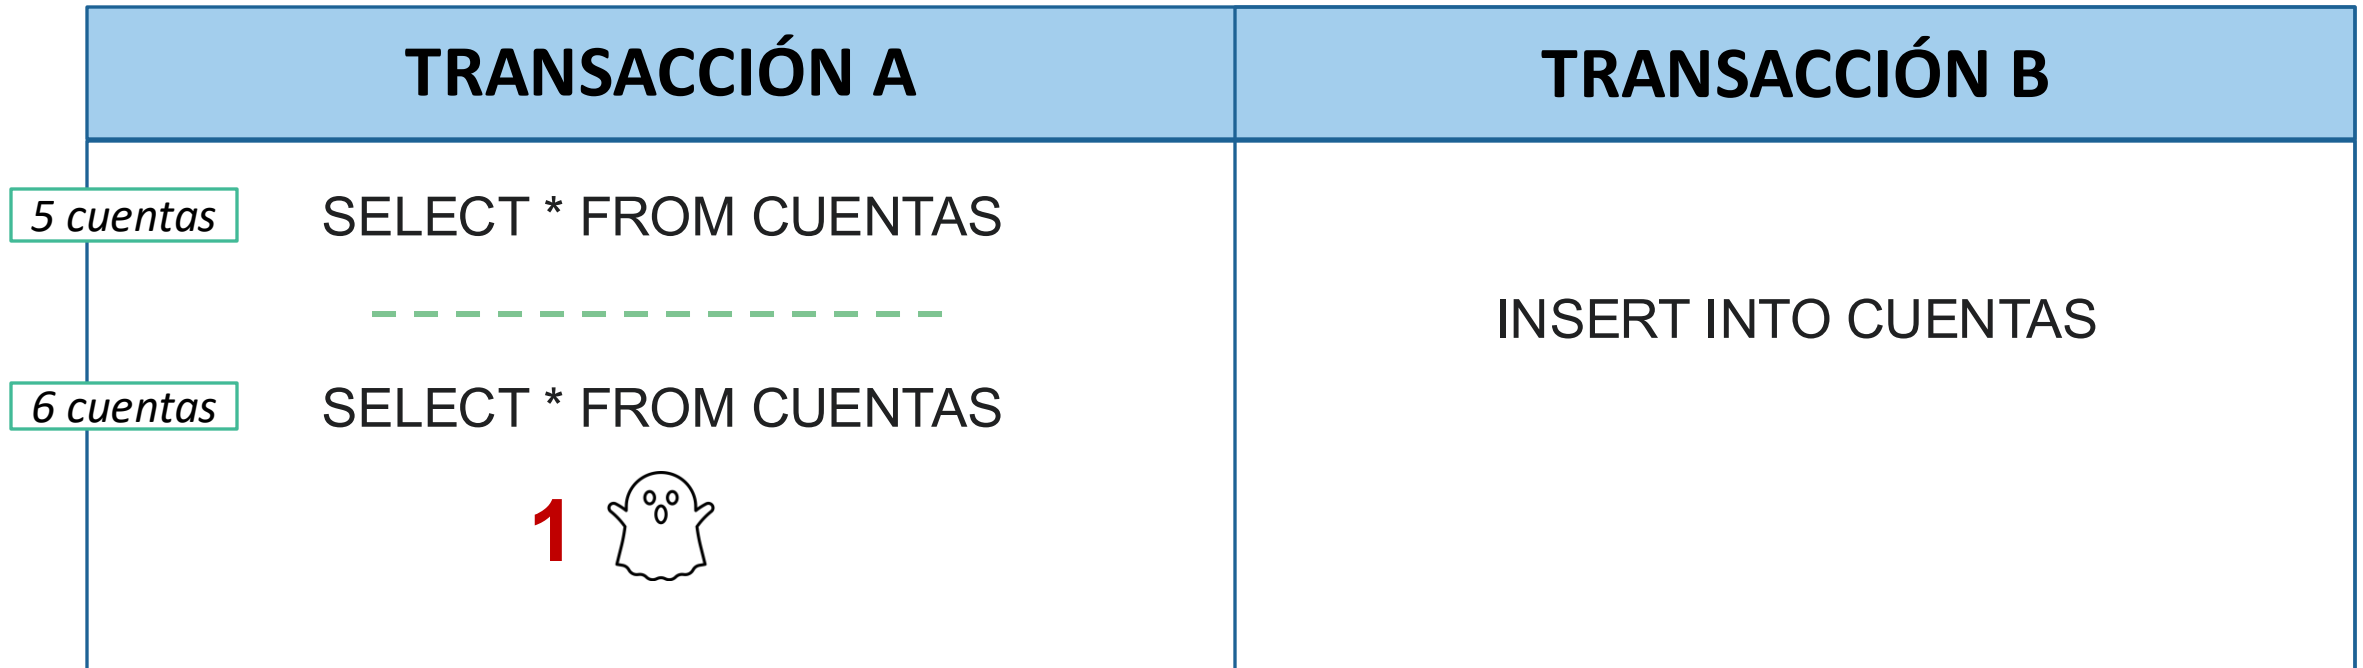 TRANSACCIÓN A
TRANSACCIÓN B
5 cuentas
SELECT * FROM CUENTAS
INSERT INTO CUENTAS
6 cuentas
SELECT * FROM CUENTAS
1